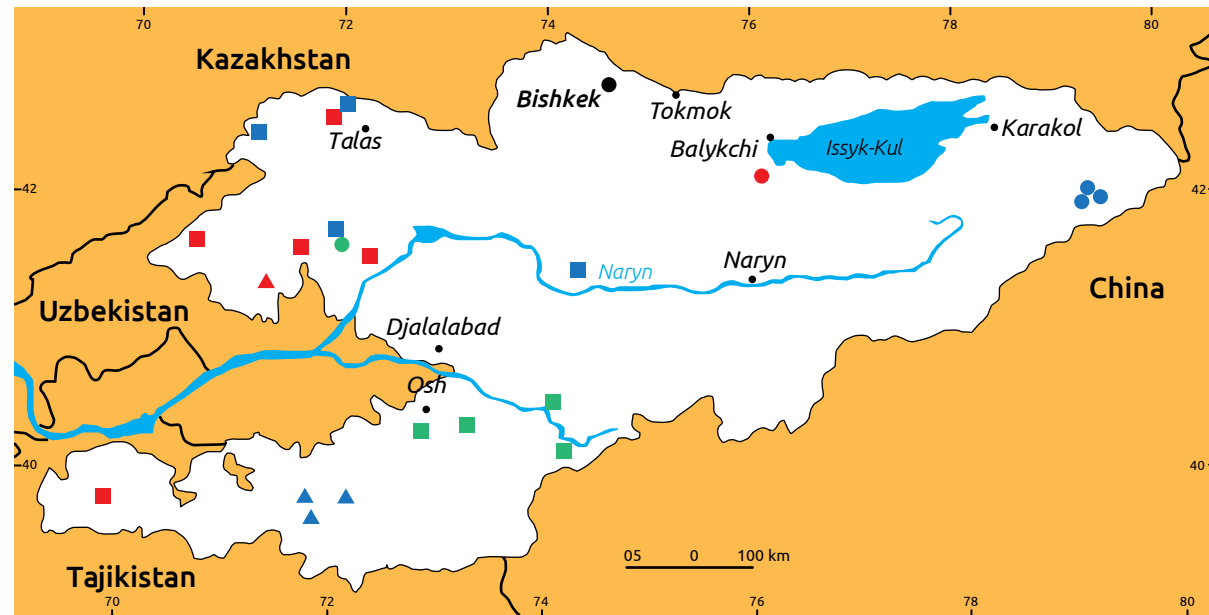 70 72 74 76 78 80
Kazakhstan
Bishkek
Tokmok
Talas
Balykchi
Issyk-Kul
Karakol
42 42
Naryn
Naryn
China
Uzbekistan
Djalalabad
Osh
40 40
05 0 100 km
Tajikistan
70 72 74 76 78 80